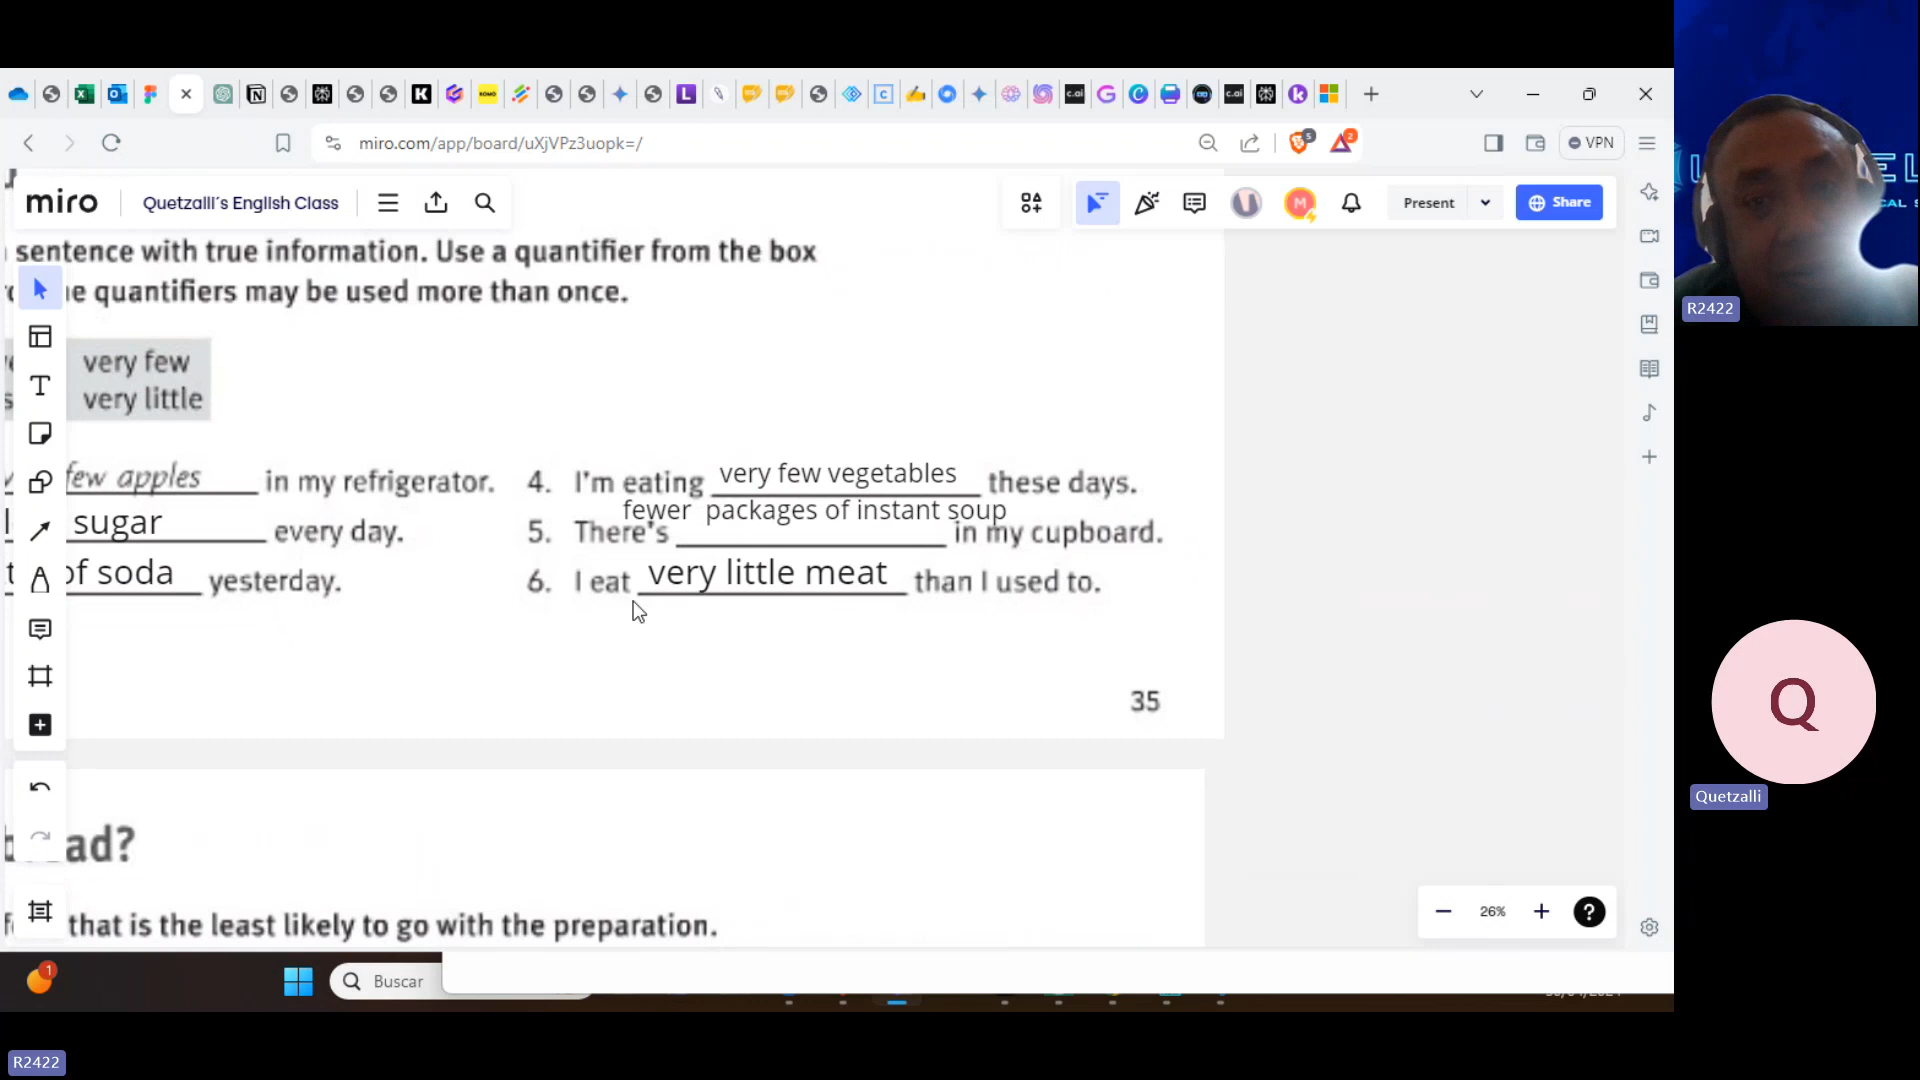 miro.com/app/board/uXjVPz3uopk=/
VPN
miro
Quetzalli´s English Class
Present
Share
sentence with true information. Use a quantifier from the box
e quantifiers may be used more than once.
very few
very little
few apples in my refrigerator.
sugar every day.
of soda yesterday.
4. I'm eating very few vegetables these days.
5. There's fewer packages of instant soup in my cupboard.
6. I eat very little meat than I used to.
35
ad?
that is the least likely to go with the preparation.
26%
Buscar
R2422
Quetzalli
R2422